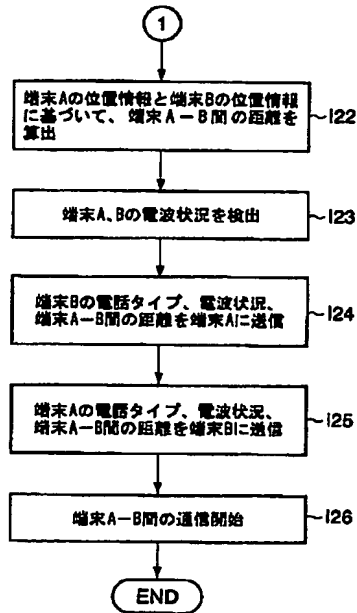 1
端末Aの位置情報と端末Bの位置情報
に基づいて、端末A－B間の距離を
算出
122
端末A、Bの電波状況を検出
123
端末Bの電話タイプ、電波状況、
端末A－B間の距離を端末Aに送信
124
端末Aの電話タイプ、電波状況、
端末A－B間の距離を端末Bに送信
125
端末A－B間の通信開始
126
END